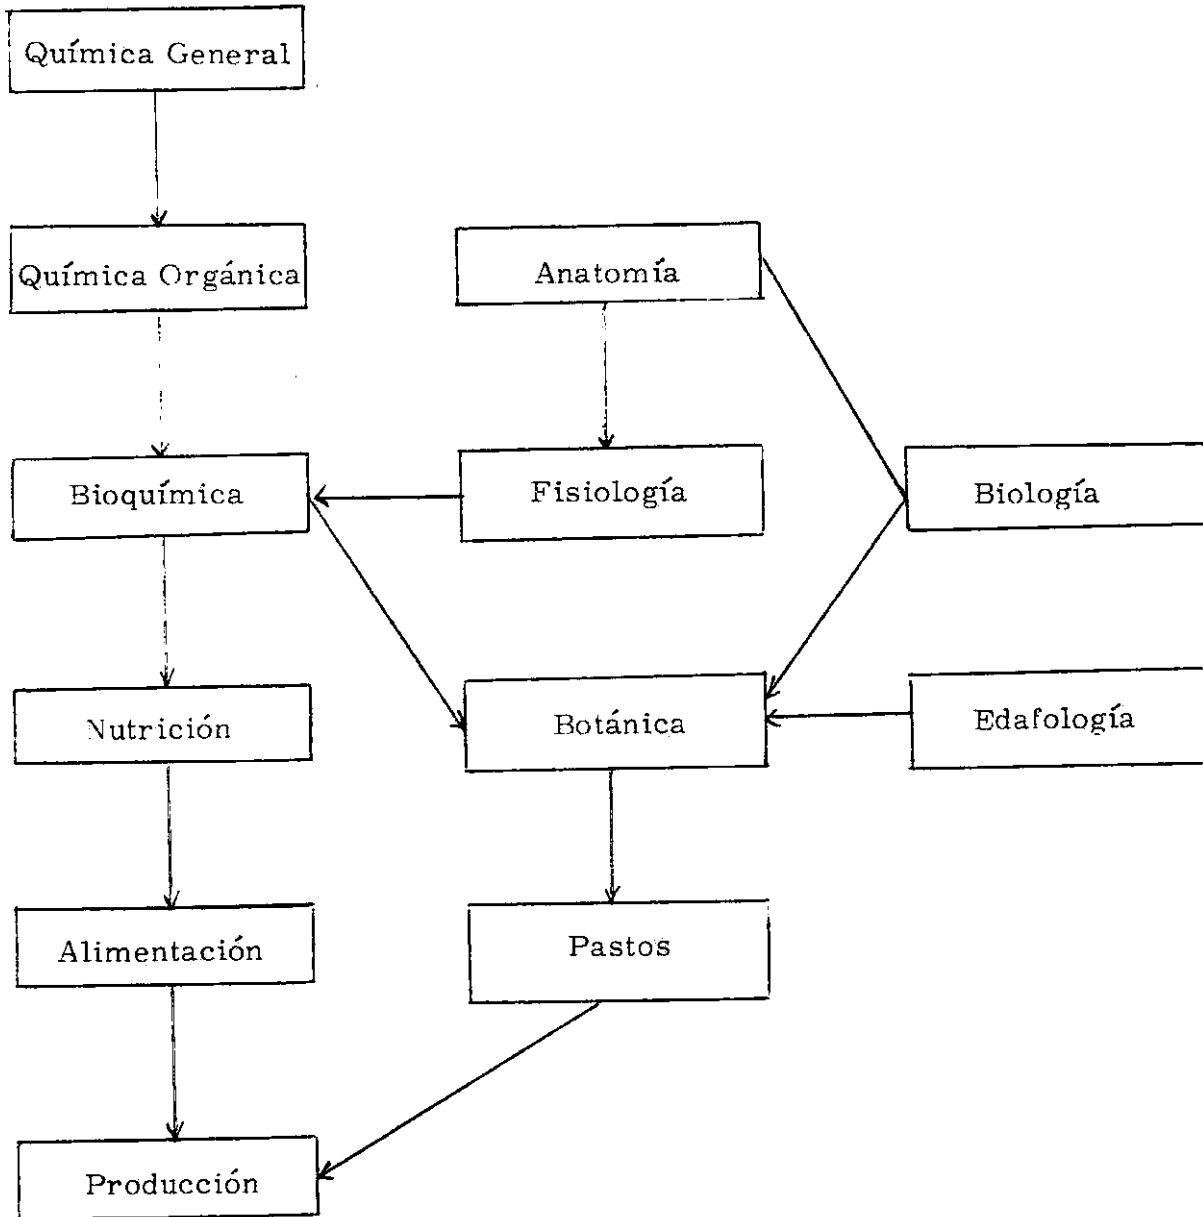 Química General
Química Orgánica
Anatomía
Bioquímica
Fisiología
Biología
Nutrición
Botánica
Edafología
Alimentación
Pastos
Producción